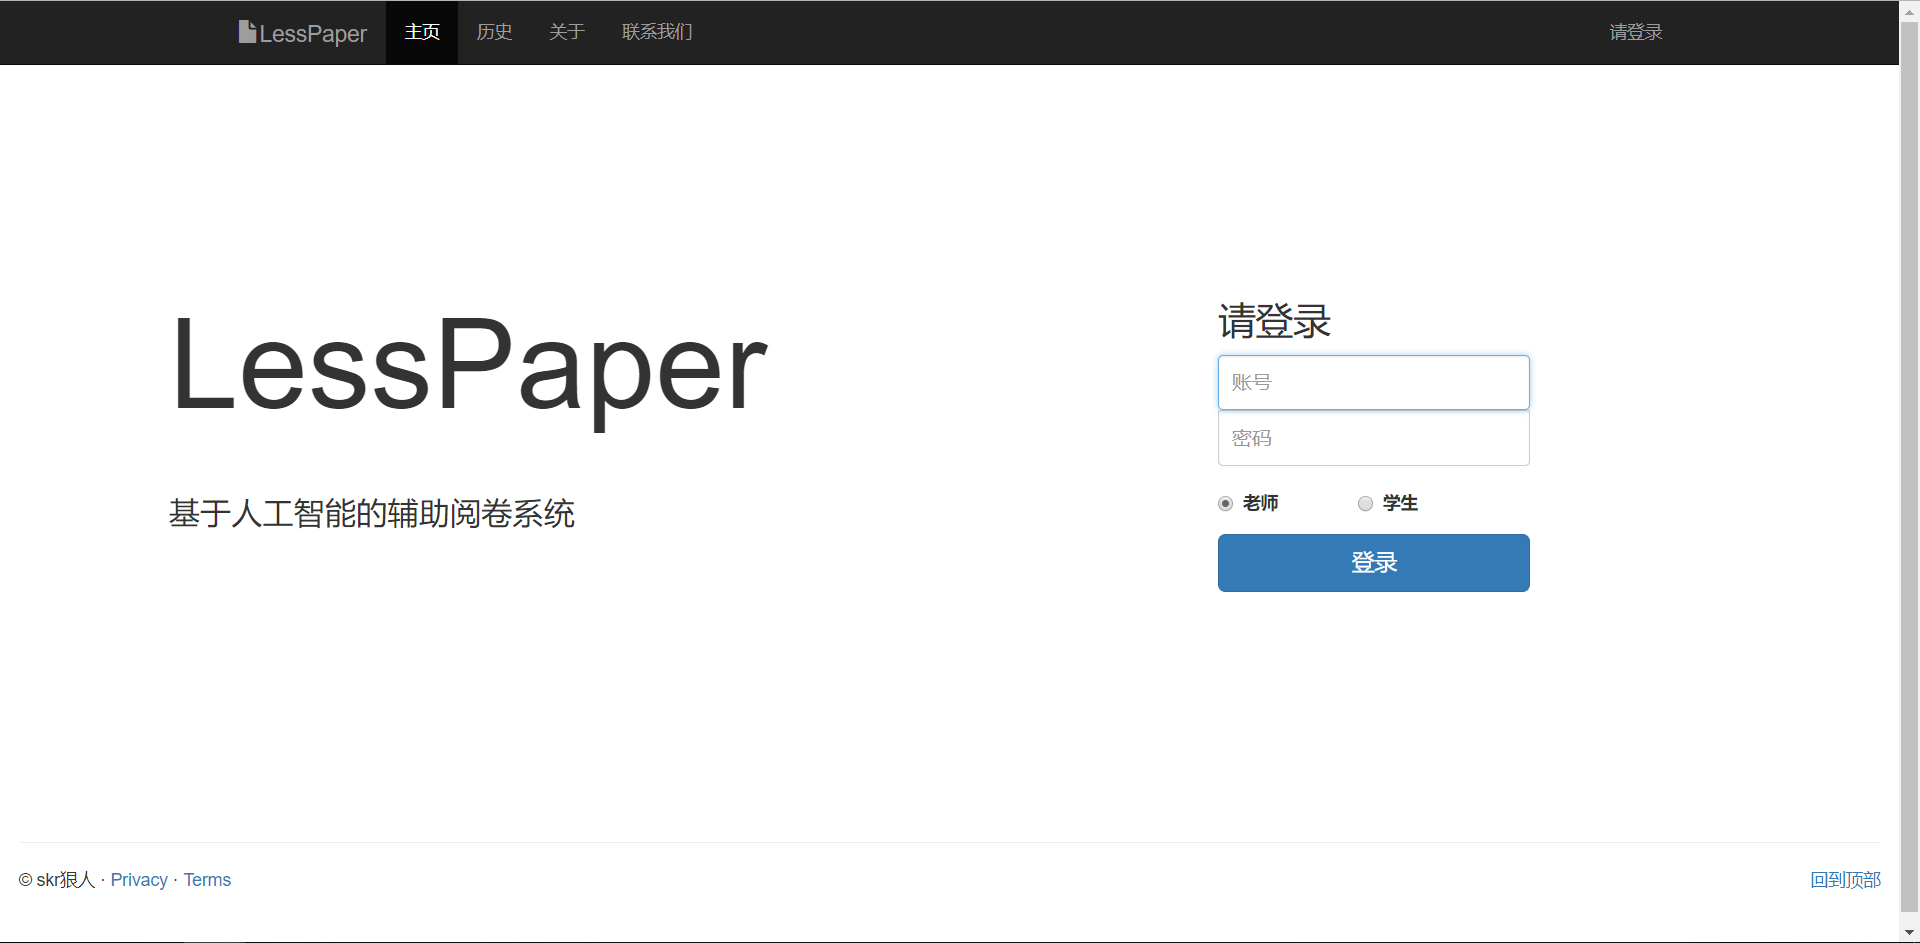 LessPaper 主页 历史 关于 联系我们 请登录
LessPaper
基于人工智能的辅助阅卷系统
请登录
账号
密码
老师 学生
登录
© skr狠人 · Privacy · Terms 回到顶部